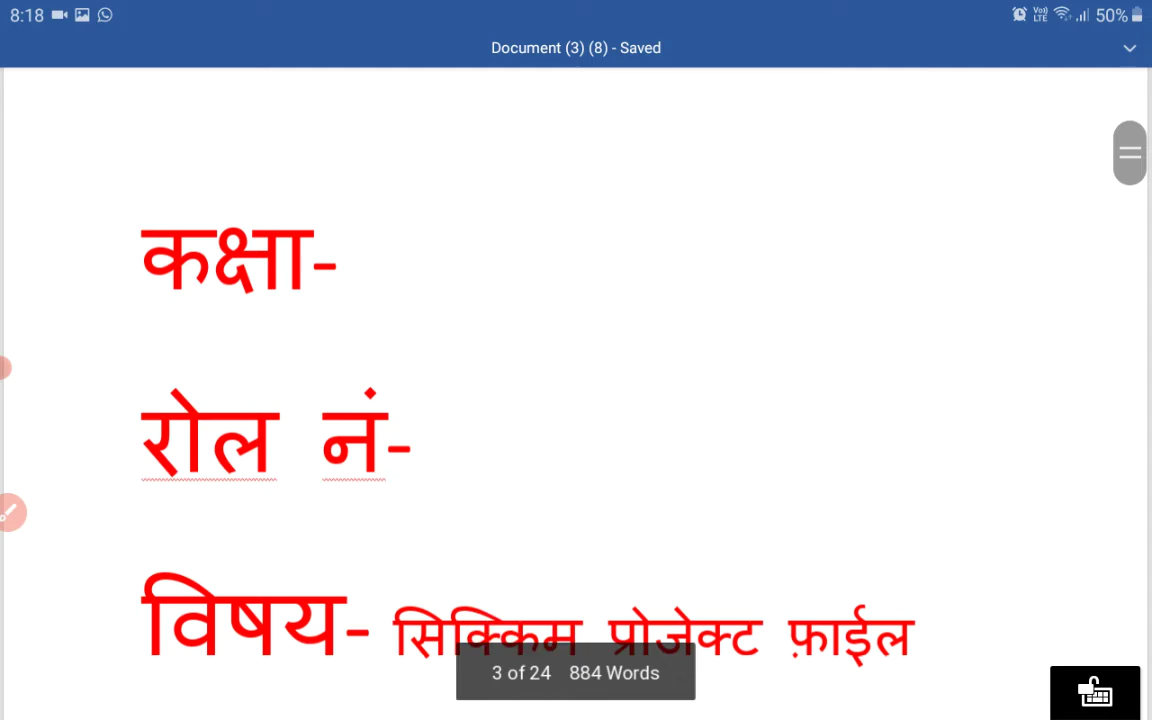 8:18 50%
Document (3) (8) - Saved
कक्षा-
रोल नं-
विषय- सिक्किम प्रोजेक्ट फ़ाईल
3 of 24 884 Words